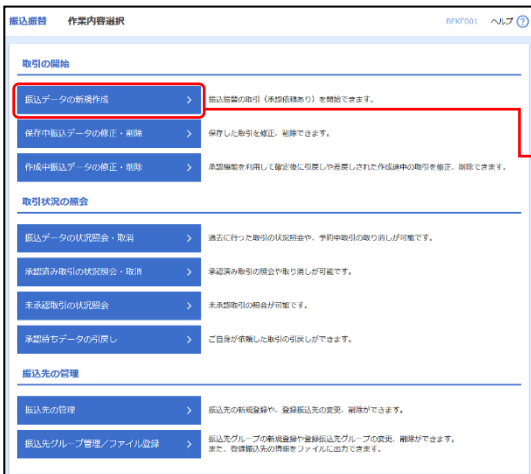 振込振替 作業内容選択 BFKF001 ヘルプ ?
取引の開始
振込データの新規作成 > 振込振替の取引（承認依頼あり）を開始できます。
保存中振込データの修正・削除 > 保存した取引を修正、削除できます。
作成中振込データの修正・削除 > 承認機能を利用して確定後に引戻しや差戻しされた作成途中の取引を修正、削除できます。
取引状況の照会
振込データの状況照会・取消 > 過去に行った取引の状況照会や、予約中取引の取り消しが可能です。
承認済み取引の状況照会・取消 > 承認済み取引の照会や取り消しが可能です。
未承認取引の状況照会 > 未承認取引の照会が可能です。
承認待ちデータの引戻し > ご自身が依頼した取引の引戻しができます。
振込先の管理
振込先の管理 > 振込先の新規登録や、登録振込先の変更、削除ができます。
振込先グループ管理／ファイル登録 > 振込先グループの新規登録や登録振込先グループの変更、削除ができます。
また、登録振込先の情報をファイルに出力できます。